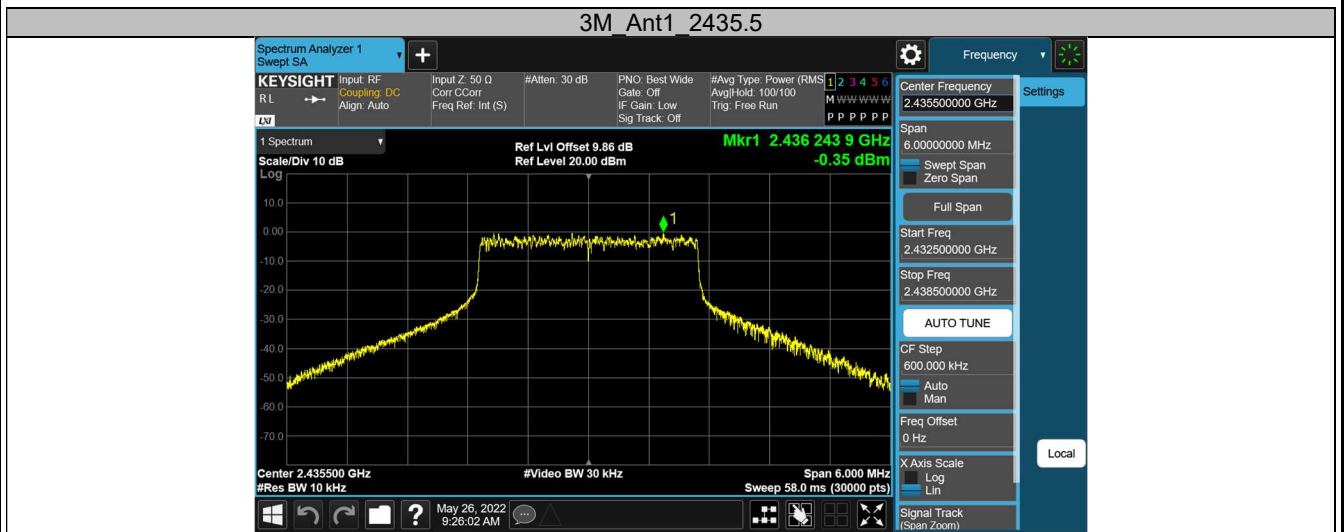 3M_Ant1_2435.5
Spectrum Analyzer 1
Swept SA
+
Frequency
KEYSIGHT
R L
LXI
Input: RF
Coupling: DC
Align: Auto
Input Z: 50 Ω
Corr CCorr
Freq Ref: Int (S)
#Atten: 30 dB
PNO: Best Wide
Gate: Off
IF Gain: Low
Sig Track: Off
#Avg Type: Power (RMS
Avg|Hold: 100/100
Trig: Free Run
1 2 3 4 5 6
M W W W W W
P P P P P P
1 Spectrum
Scale/Div 10 dB
Log
Ref Lvl Offset 9.86 dB
Ref Level 20.00 dBm
Mkr1 2.436 243 9 GHz
-0.35 dBm
10.0
0.00
-10.0
-20.0
-30.0
-40.0
-50.0
-60.0
-70.0
1
Center 2.435500 GHz
#Res BW 10 kHz
#Video BW 30 kHz
Span 6.000 MHz
Sweep 58.0 ms (30000 pts)
Center Frequency
2.435500000 GHz
Settings
Span
6.00000000 MHz
Swept Span
Zero Span
Full Span
Start Freq
2.432500000 GHz
Stop Freq
2.438500000 GHz
AUTO TUNE
CF Step
600.000 kHz
Auto
Man
Freq Offset
0 Hz
X Axis Scale
Log
Lin
Signal Track
(Span Zoom)
Local
?
May 26, 2022
9:26:02 AM